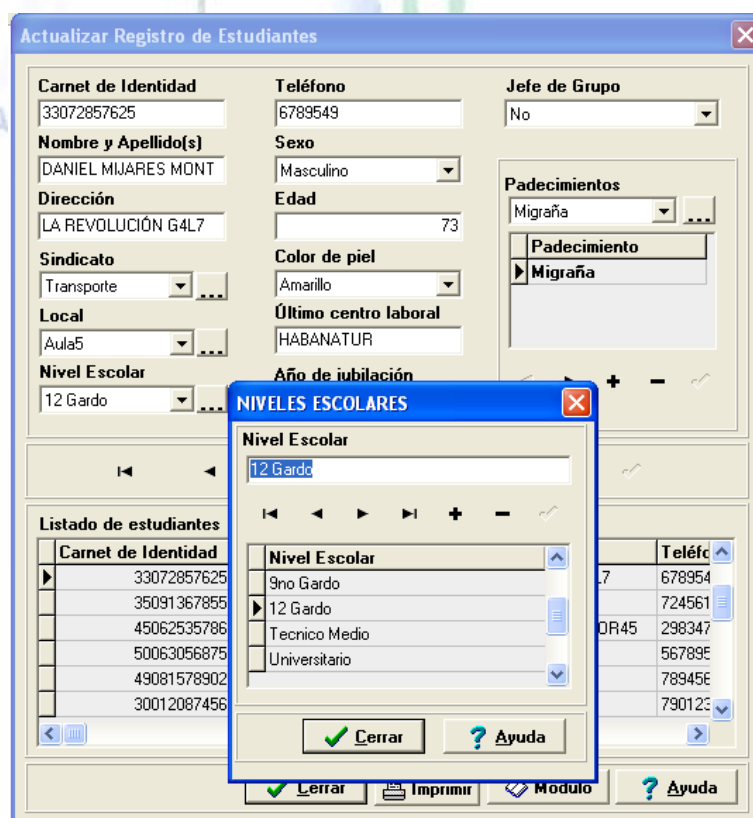 Actualizar Registro de Estudiantes
Carnet de Identidad
33072857625
Nombre y Apellido(s)
DANIEL MIJARES MONT
Dirección
LA REVOLUCIÓN G4L7
Sindicato
Transporte
...
Local
Aula5
...
Nivel Escolar
12 Gardo
...
Teléfono
6789549
Sexo
Masculino
Edad
73
Color de piel
Amarillo
Último centro laboral
HABANATUR
Año de jubilación
Jefe de Grupo
No
Padecimientos
Migraña
...
Padecimiento
Migraña
NIVELES ESCOLARES
Nivel Escolar
12 Gardo
Nivel Escolar
9no Gardo
12 Gardo
Tecnico Medio
Universitario
Cerrar
Ayuda
Listado de estudiantes
Carnet de Identidad Teléfc
33072857625 .7 678954
35091367855 724561
45062535786 OR45 298347
50063056875 567895
49081578902 789456
30012087456 790123
Cerrar
Imprimir
Módulo
Ayuda